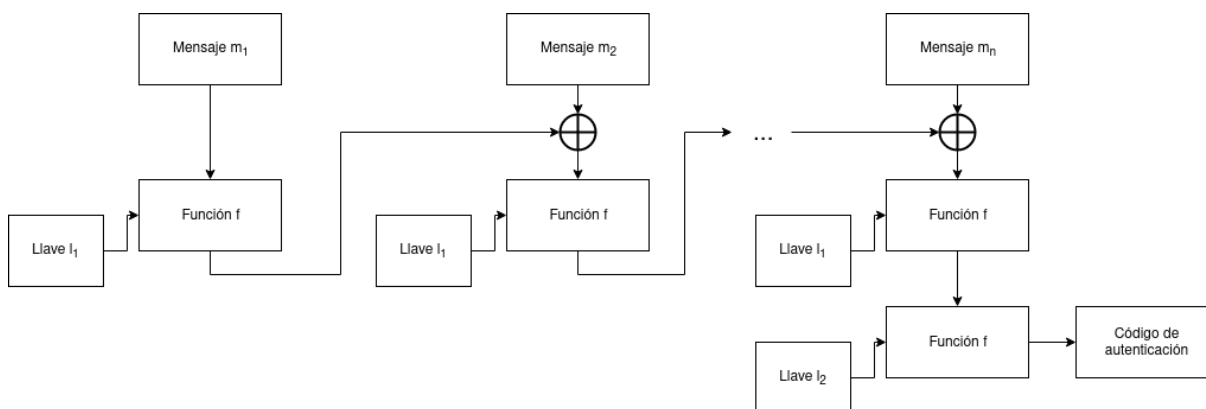 Mensaje m1
Mensaje m2
Mensaje mn
...
Función f
Función f
Función f
Llave l1
Llave l1
Llave l1
Función f
Código de
autenticación
Llave l2